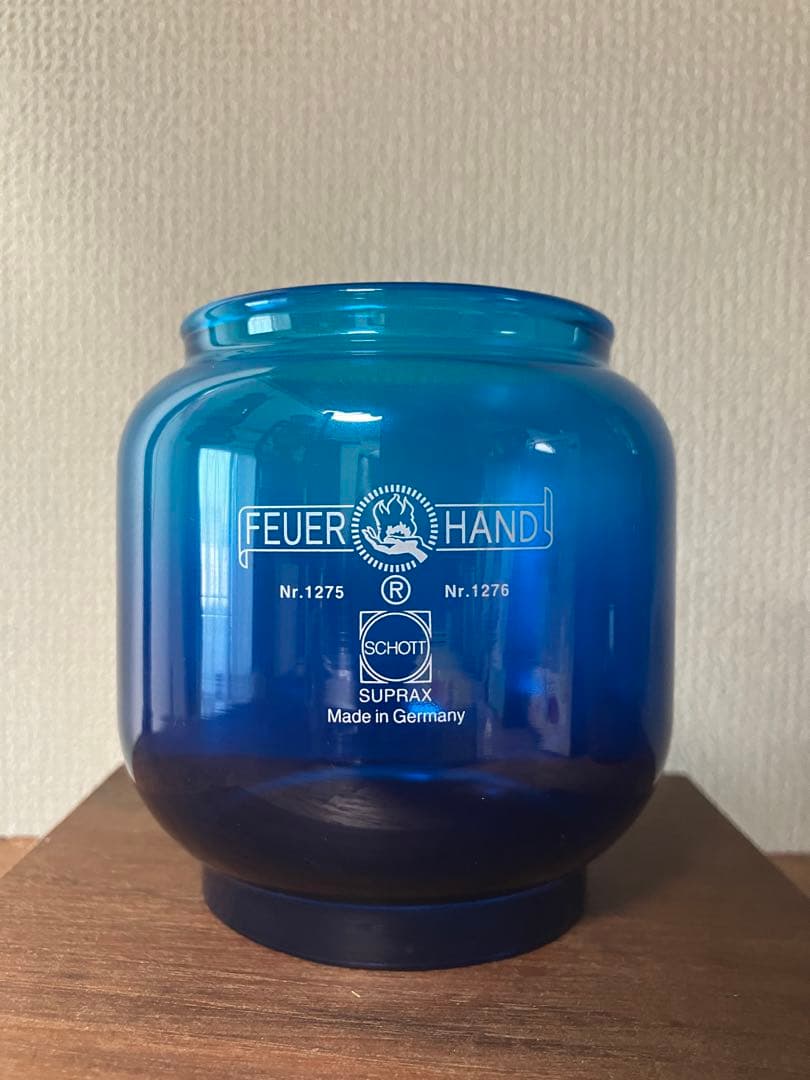 FEUER HAND
Nr.1275 ® Nr.1276
SCHOTT
SUPRAX
Made in Germany